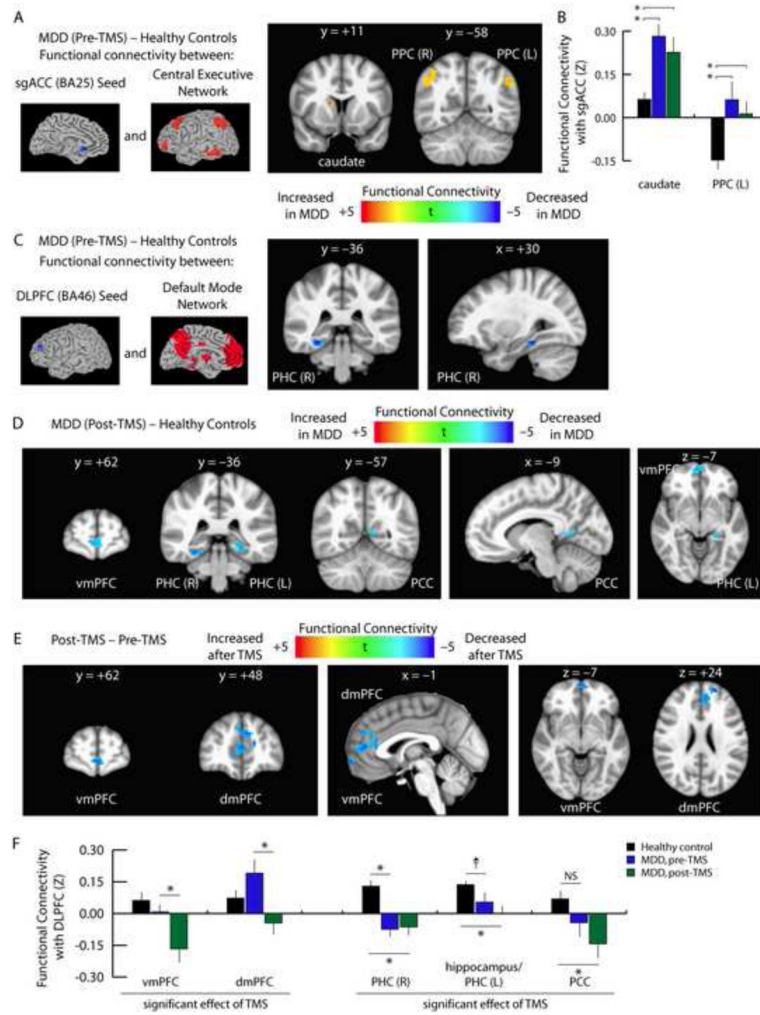 A
MDD (Pre-TMS) – Healthy Controls
Functional connectivity between:
sgACC (BA25) Seed
and
Central Executive
Network
y = +11
y = −58
PPC (R)
PPC (L)
caudate
B
Functional Connectivity
with sgACC (Z)
0.30
0.15
0.00
-0.15
*
*
*
*
caudate
PPC (L)
Increased
in MDD
+5
Functional Connectivity
t
−5
Decreased
in MDD
C
MDD (Pre-TMS) – Healthy Controls
Functional connectivity between:
DLPFC (BA46) Seed
and
Default Mode
Network
y = −36
x = +30
PHC (R)
PHC (R)
D
MDD (Post-TMS) – Healthy Controls
Increased
in MDD
+5
Functional Connectivity
t
−5
Decreased
in MDD
y = +62
y = −36
y = −57
x = −9
z = −7
vmPFC
vmPFC
PHC (R)
PHC (L)
PCC
PCC
PHC (L)
E
Post-TMS – Pre-TMS
Increased
after TMS
+5
Functional Connectivity
t
−5
Decreased
after TMS
y = +62
y = +48
x = −1
z = −7
z = +24
dmPFC
vmPFC
dmPFC
vmPFC
vmPFC
dmPFC
F
Functional Connectivity
with DLPFC (Z)
0.30
0.15
0.00
-0.15
-0.30
*
*
*
†
NS
*
*
*
Healthy control
MDD, pre-TMS
MDD, post-TMS
vmPFC
dmPFC
PHC (R)
hippocampus/
PHC (L)
PCC
significant effect of TMS
significant effect of TMS